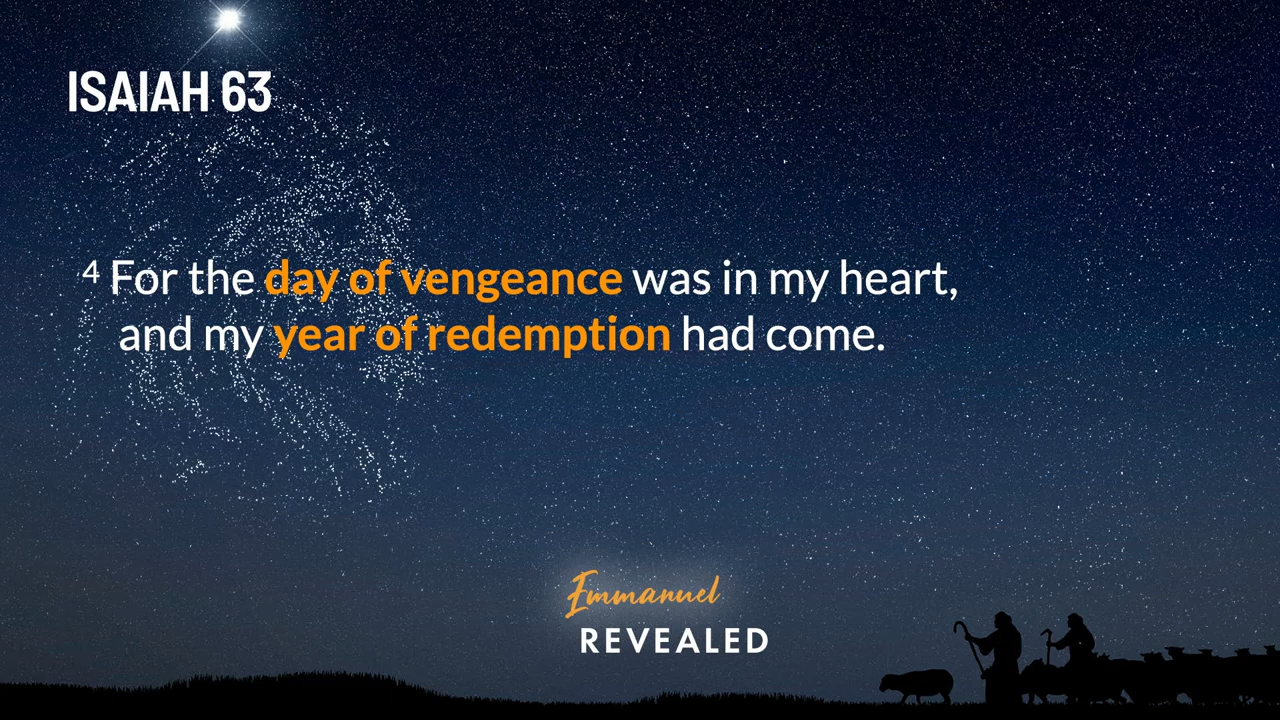 ISAIAH 63
4 For the day of vengeance was in my heart,
and my year of redemption had come.
Emmanuel
REVEALED